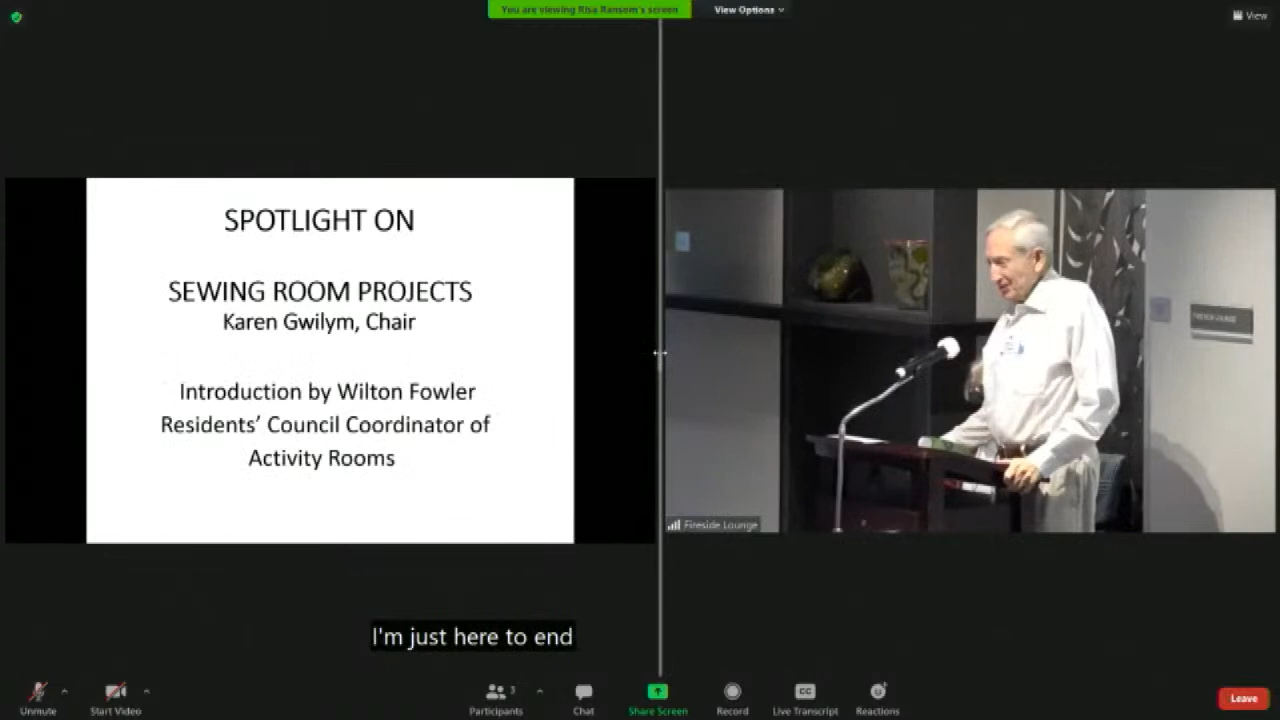 You are viewing Risa Ransom's screen
View Options
View
SPOTLIGHT ON
SEWING ROOM PROJECTS
Karen Gwilym, Chair
Introduction by Wilton Fowler
Residents' Council Coordinator of
Activity Rooms
Fireside Lounge
I'm just here to end
Unmute
Start Video
Participants
3
Chat
Share Screen
Record
CC
Live Transcript
Reactions
Leave